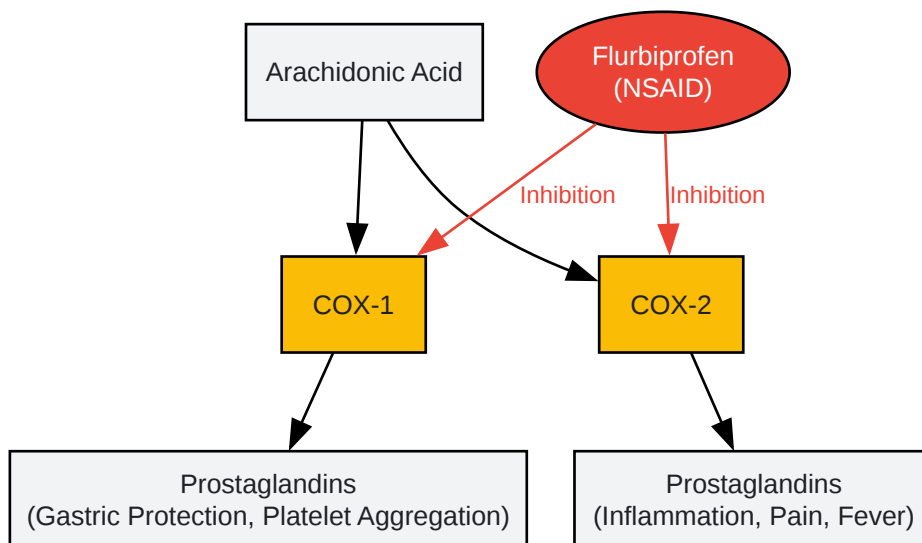 Arachidonic Acid
Flurbiprofen
(NSAID)
Inhibition
Inhibition
COX-1
COX-2
Prostaglandins
(Gastric Protection, Platelet Aggregation)
Prostaglandins
(Inflammation, Pain, Fever)